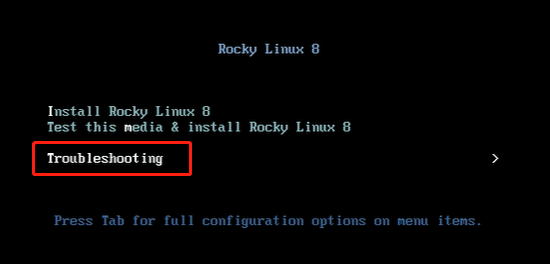 Rocky Linux 8
Install Rocky Linux 8
Test this media & install Rocky Linux 8
Troubleshooting >
Press Tab for full configuration options on menu items.